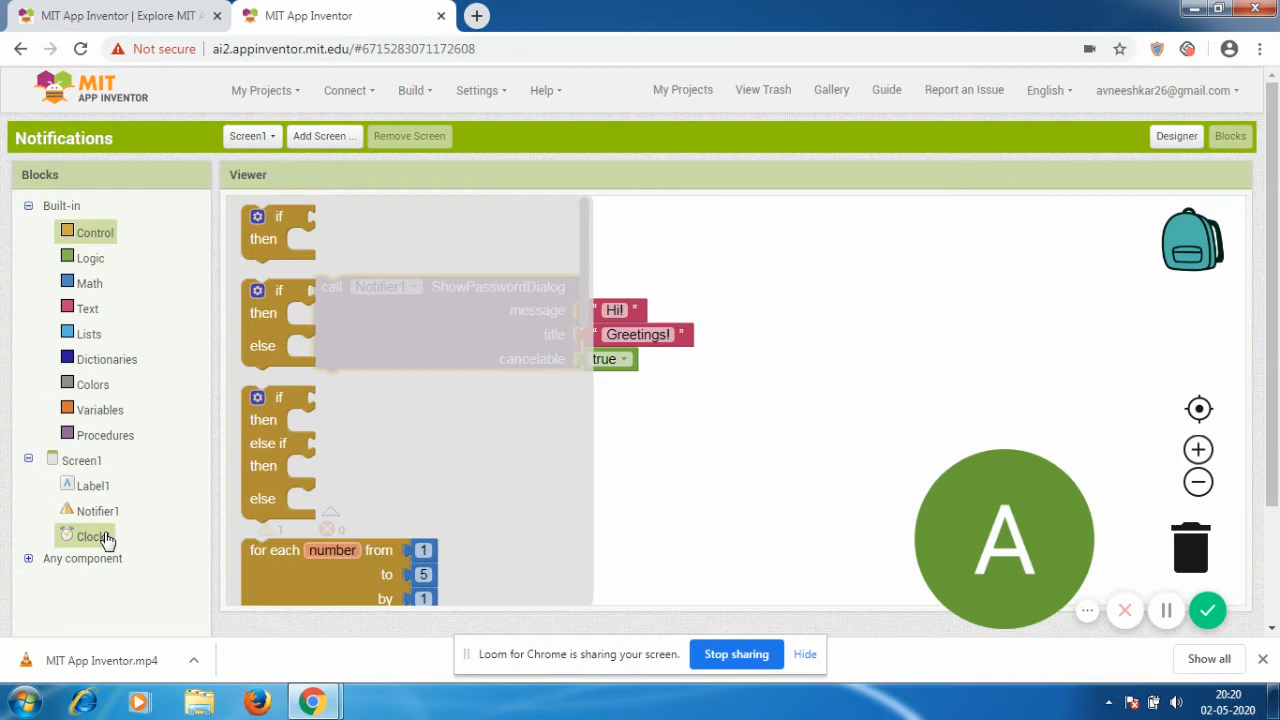 MIT App Inventor | Explore MIT A
MIT App Inventor
Not secure
ai2.appinventor.mit.edu/#6715283071172608
MIT
APP INVENTOR
My Projects
Connect
Build
Settings
Help
My Projects
View Trash
Gallery
Guide
Report an Issue
English
avneeshkar26@gmail.com
Notifications
Screen1
Add Screen ...
Remove Screen
Designer
Blocks
Blocks
Viewer
Built-in
Control
Logic
Math
Text
Lists
Dictionaries
Colors
Variables
Procedures
Screen1
Label1
Notifier1
Any component
if
then
if
then
else
if
then
else if
then
else
for each number from 1
to 5
by 1
call Notifier1 .ShowPasswordDialog
message " Hi! "
title " Greetings! "
cancelable true
1 0
A
MIT App Inventor.mp4
Loom for Chrome is sharing your screen.
Stop sharing
Hide
Show all
20:20
02-05-2020